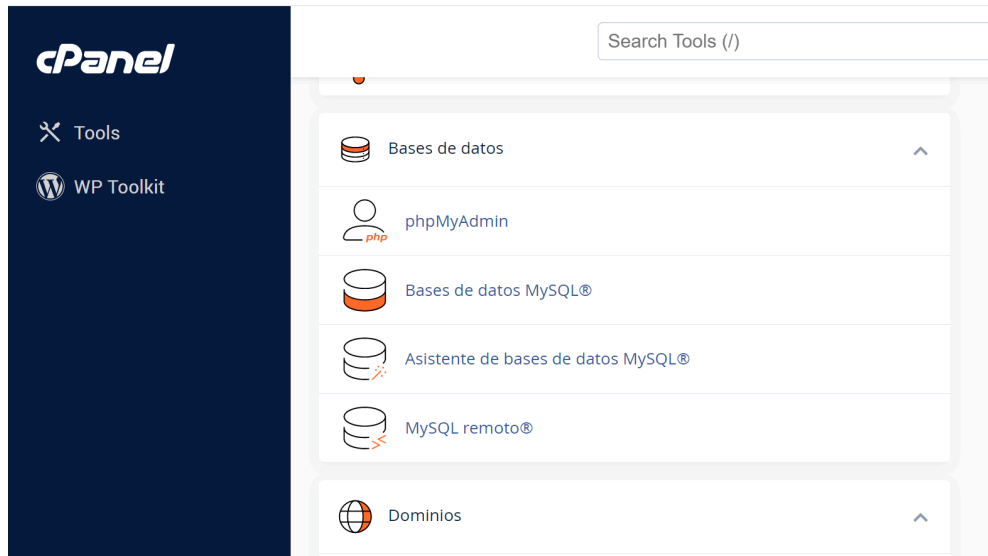 cPanel
Search Tools (/)
Tools
WP Toolkit
Bases de datos
php
phpMyAdmin
Bases de datos MySQL®
Asistente de bases de datos MySQL®
MySQL remoto®
Dominios